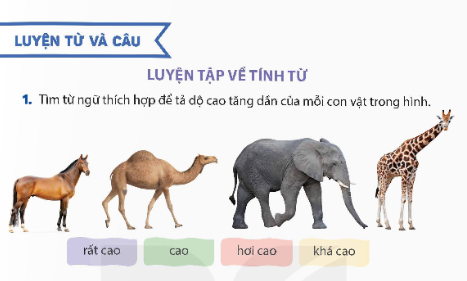 LUYỆN TỪ VÀ CÂU
LUYỆN TẬP VỀ TÍNH TỪ
1. Tìm từ ngữ thích hợp để tả độ cao tăng dần của mỗi con vật trong hình.
rất cao cao hơi cao khá cao